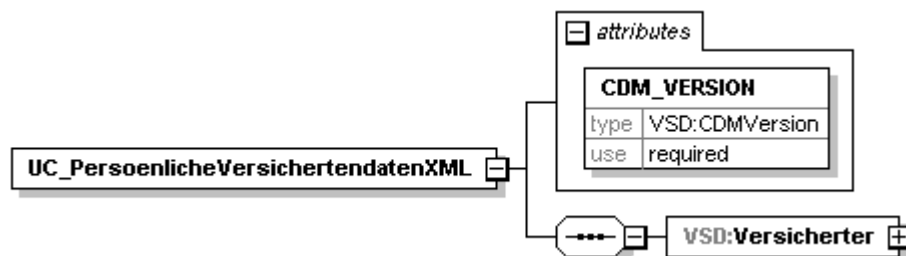 attributes
CDM_VERSION
type VSD:CDMVersion
use required
UC_PersoenlicheVersichertendatenXML
VSD:Versicherter